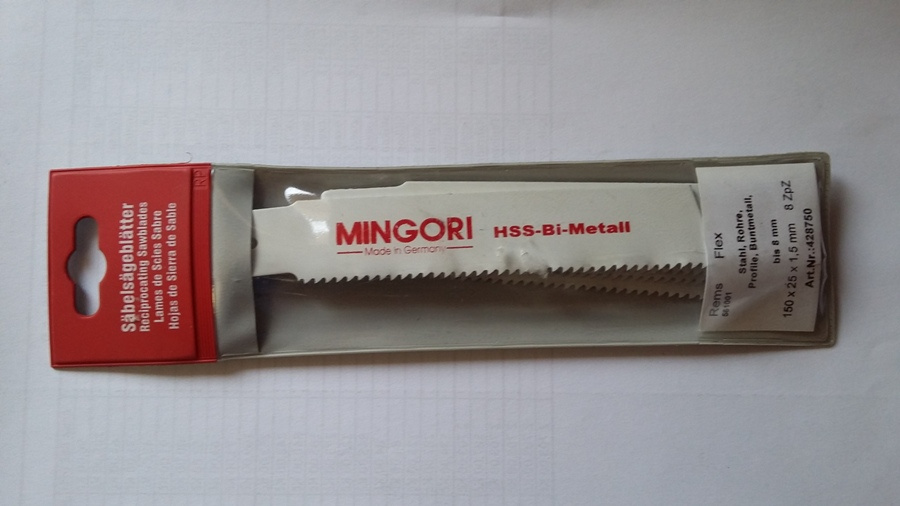 Säbelsägeblätter
Reciprocating Sawblades
Lames de Scies Sabre
Hojas de Sierra de Sable
MINGORI
Made in Germany
HSS-Bi-Metall
Rems Flex
Stahl, Rohre,
Profile, Buntmetall,
bis 8 mm
150 x 25 x 1,5 mm 8 ZpZ
Art.Nr.:428750